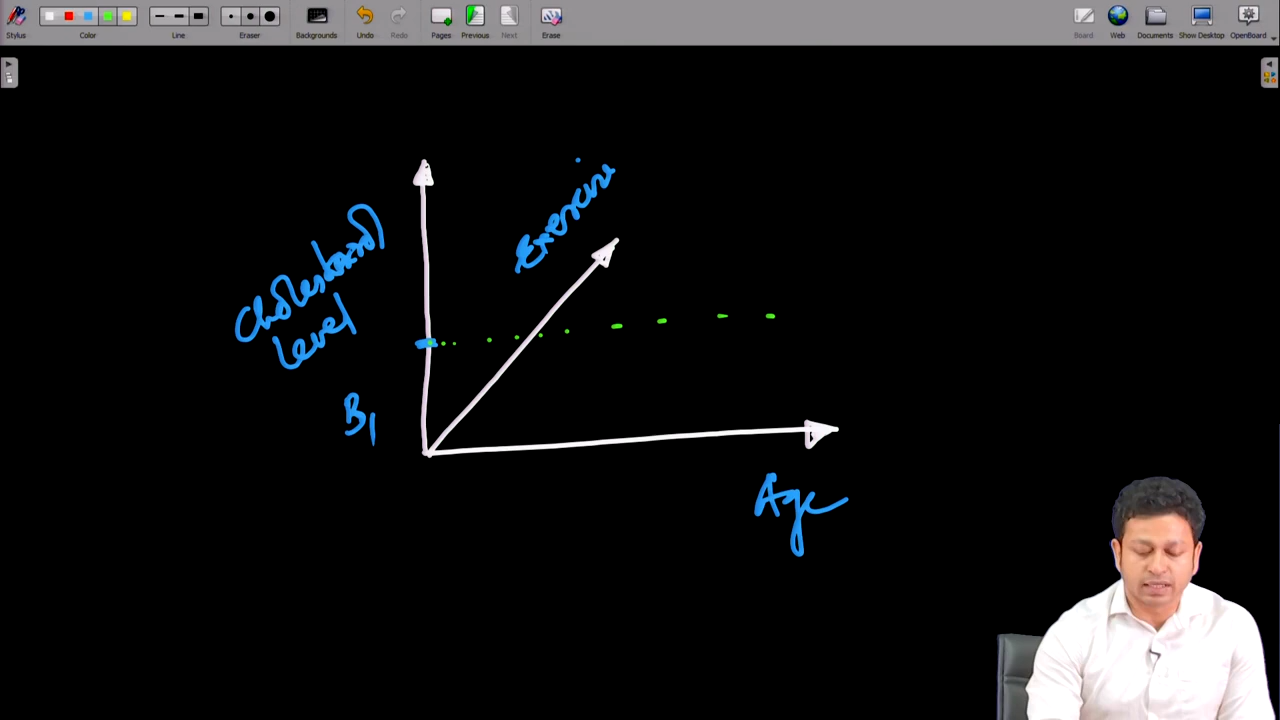 Stylus
Color
Line
Eraser
Backgrounds
Undo
Redo
Pages
Previous
Next
Erase
Board
Web
Documents
Show Desktop
OpenBoard
Exercise
Cholesterol
Level
B1
Age